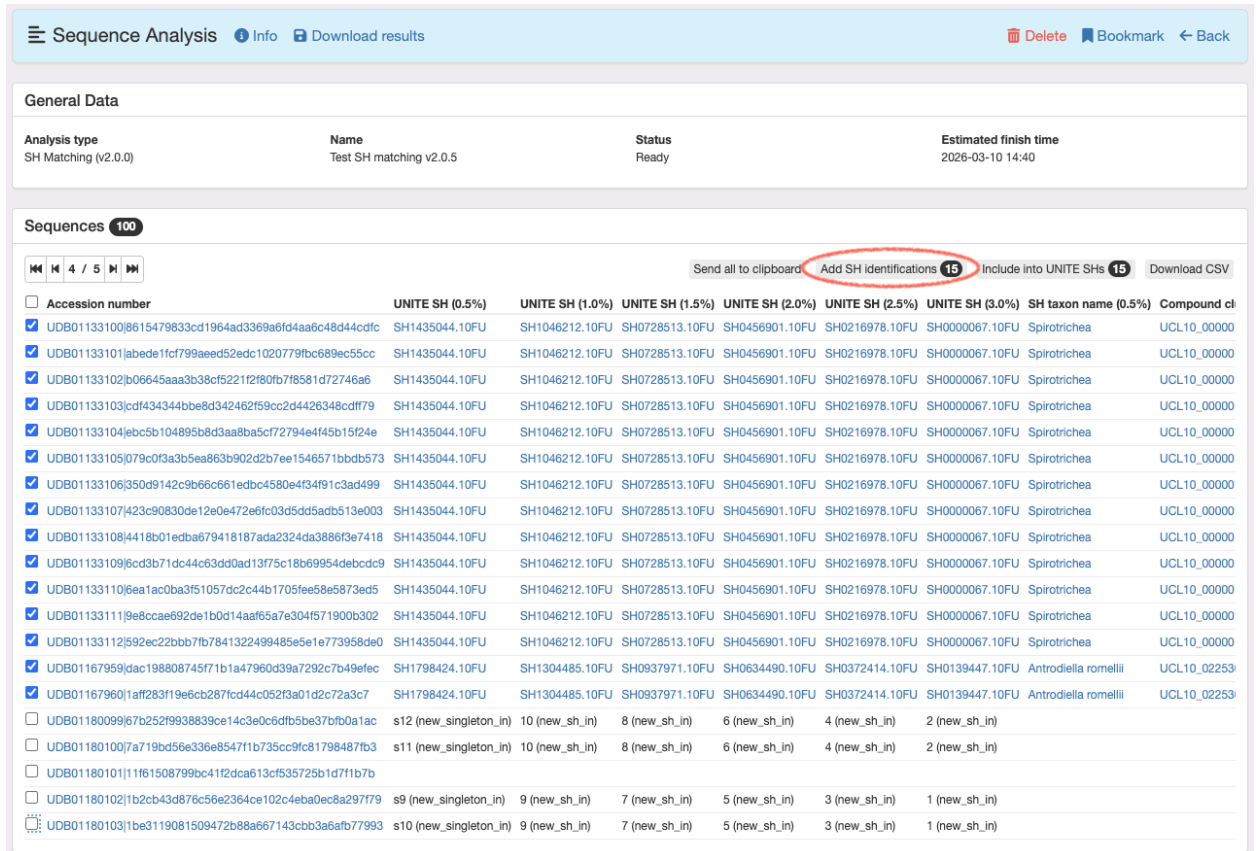 Sequence Analysis Info Download results Delete Bookmark Back
General Data
Analysis type Name Status Estimated finish time
SH Matching (v2.0.0) Test SH matching v2.0.5 Ready 2026-03-10 14:40
Sequences 100
4 / 5 Send all to clipboard Add SH identifications 15 Include into UNITE SHs 15 Download CSV
Accession number UNITE SH (0.5%) UNITE SH (1.0%) UNITE SH (1.5%) UNITE SH (2.0%) UNITE SH (2.5%) UNITE SH (3.0%) SH taxon name (0.5%) Compound cl
UDB01133100|8615479833cd1964ad3369a6fd4aa6c48d44cdfc SH1435044.10FU SH1046212.10FU SH0728513.10FU SH0456901.10FU SH0216978.10FU SH0000067.10FU Spirotrichea UCL10_00000
UDB01133101|abede1fcf799aeed52edc1020779fbc689ec55cc SH1435044.10FU SH1046212.10FU SH0728513.10FU SH0456901.10FU SH0216978.10FU SH0000067.10FU Spirotrichea UCL10_00000
UDB01133102|b06645aaa3b38cf5221f2f80fb7f8581d72746a6 SH1435044.10FU SH1046212.10FU SH0728513.10FU SH0456901.10FU SH0216978.10FU SH0000067.10FU Spirotrichea UCL10_00000
UDB01133103|cdf434344bbe8d342462f59cc2d4426348cdff79 SH1435044.10FU SH1046212.10FU SH0728513.10FU SH0456901.10FU SH0216978.10FU SH0000067.10FU Spirotrichea UCL10_00000
UDB01133104|ebc5b104895b8d3aa8ba5cf72794e4f45b15f24e SH1435044.10FU SH1046212.10FU SH0728513.10FU SH0456901.10FU SH0216978.10FU SH0000067.10FU Spirotrichea UCL10_00000
UDB01133105|079c0f3a3b5ea863b902d2b7ee1546571bbdb573 SH1435044.10FU SH1046212.10FU SH0728513.10FU SH0456901.10FU SH0216978.10FU SH0000067.10FU Spirotrichea UCL10_00000
UDB01133106|350d9142c9b66c661edbc4580e4f34f91c3ad499 SH1435044.10FU SH1046212.10FU SH0728513.10FU SH0456901.10FU SH0216978.10FU SH0000067.10FU Spirotrichea UCL10_00000
UDB01133107|423c90830de12e0e472e6fc03d5dd5adb513e003 SH1435044.10FU SH1046212.10FU SH0728513.10FU SH0456901.10FU SH0216978.10FU SH0000067.10FU Spirotrichea UCL10_00000
UDB01133108|4418b01edba679418187ada2324da3886f3e7418 SH1435044.10FU SH1046212.10FU SH0728513.10FU SH0456901.10FU SH0216978.10FU SH0000067.10FU Spirotrichea UCL10_00000
UDB01133109|6cd3b71dc44c63dd0ad13f75c18b69954debcdc9 SH1435044.10FU SH1046212.10FU SH0728513.10FU SH0456901.10FU SH0216978.10FU SH0000067.10FU Spirotrichea UCL10_00000
UDB01133110|6ea1ac0ba3f51057dc2c44b1705fee58e5873ed5 SH1435044.10FU SH1046212.10FU SH0728513.10FU SH0456901.10FU SH0216978.10FU SH0000067.10FU Spirotrichea UCL10_00000
UDB01133111|9e8ccae692de1b0d14aaf65a7e304f571900b302 SH1435044.10FU SH1046212.10FU SH0728513.10FU SH0456901.10FU SH0216978.10FU SH0000067.10FU Spirotrichea UCL10_00000
UDB01133112|592ec22bbb7fb7841322499485e5e1e773958de0 SH1435044.10FU SH1046212.10FU SH0728513.10FU SH0456901.10FU SH0216978.10FU SH0000067.10FU Spirotrichea UCL10_00000
UDB01167959|dac198808745f71b1a47960d39a7292c7b49efec SH1798424.10FU SH1304485.10FU SH0937971.10FU SH0634490.10FU SH0372414.10FU SH0139447.10FU Antrodiella romellii UCL10_02253
UDB01167960|1aff283f19e6cb287fcd44c052f3a01d2c72a3c7 SH1798424.10FU SH1304485.10FU SH0937971.10FU SH0634490.10FU SH0372414.10FU SH0139447.10FU Antrodiella romellii UCL10_02253
UDB01180099|67b252f9938839ce14c3e0c6dfb5be37bfb0a1ac s12 (new_singleton_in) 10 (new_sh_in) 8 (new_sh_in) 6 (new_sh_in) 4 (new_sh_in) 2 (new_sh_in)
UDB01180100|7a719bd56e336e8547f1b735cc9fc81798487fb3 s11 (new_singleton_in) 10 (new_sh_in) 8 (new_sh_in) 6 (new_sh_in) 4 (new_sh_in) 2 (new_sh_in)
UDB01180101|11f61508799bc41f2dca613cf535725b1d7f1b7b
UDB01180102|1b2cb43d876c56e2364ce102c4eba0ec8a297f79 s9 (new_singleton_in) 9 (new_sh_in) 7 (new_sh_in) 5 (new_sh_in) 3 (new_sh_in) 1 (new_sh_in)
UDB01180103|1be3119081509472b88a667143cbb3a6afb77993 s10 (new_singleton_in) 9 (new_sh_in) 7 (new_sh_in) 5 (new_sh_in) 3 (new_sh_in) 1 (new_sh_in)